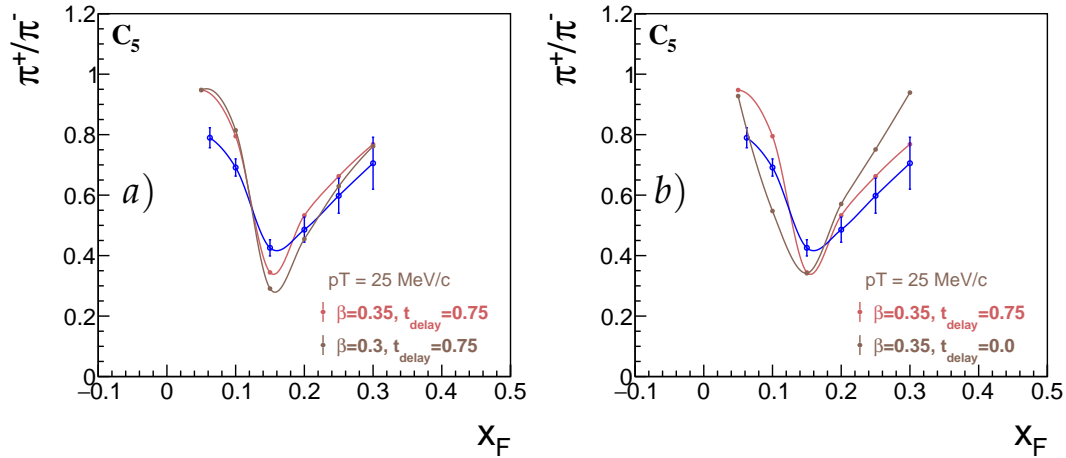 π⁺/π⁻
1.2
1
0.8
0.6
0.4
0.2
0
C₅
a)
pT = 25 MeV/c
β=0.35, t_delay=0.75
β=0.3, t_delay=0.75
−0.1 0 0.1 0.2 0.3 0.4 0.5
x_F
π⁺/π⁻
1.2
1
0.8
0.6
0.4
0.2
0
C₅
b)
pT = 25 MeV/c
β=0.35, t_delay=0.75
β=0.35, t_delay=0.0
−0.1 0 0.1 0.2 0.3 0.4 0.5
x_F